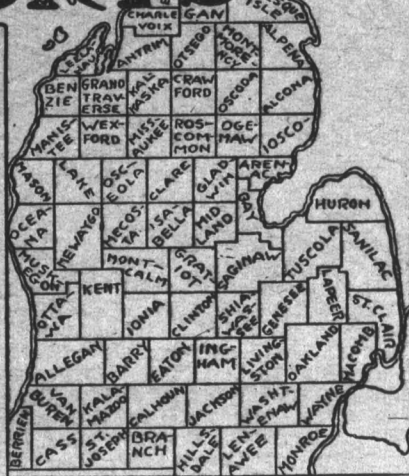 CHARLE
VOIX
GAN
ISLE
ANTRIM
OTSEGO
MONT-
MORE
NCY
ALPENA
LEELA-
NAU
BEN
ZIE
GRAND
TRAV-
ERSE
KAL-
KASKA
CRAW
FORD
OSCODA
ALCONA
MANIS-
TEE
WEX-
FORD
MISS-
AUKEE
ROS-
COM-
MON
OGE-
MAW
IOSCO
MASON
LAKE
OSC-
EOLA
CLARE
GLAD-
WIN
AREN-
AC
BAY
HURON
OCEA-
NA
NEWAYGO
MECOS-
TA
ISA-
BELLA
MID
LAND
TUSCOLA
SANILAC
MUSK
GON
MONT-
CALM
GRAT
IOT
SAGINAW
OTTA-
WA
KENT
IONIA
CLINTON
SHIA-
WAS-
SEE
GENESEE
LAPEER
ST. CLAIR
ALLEGAN
BARRY
EATON
ING-
HAM
LIVING
STON
OAKLAND
MACOMB
VAN
BUREN
KALA-
MAZOO
CALHOUN
JACKSON
WASHT-
ENAW
WAYNE
BERRIEN
CASS
ST.
JOSEPH
BRA
NCH
HILLS-
DALE
LEN-
AWEE
MONROE